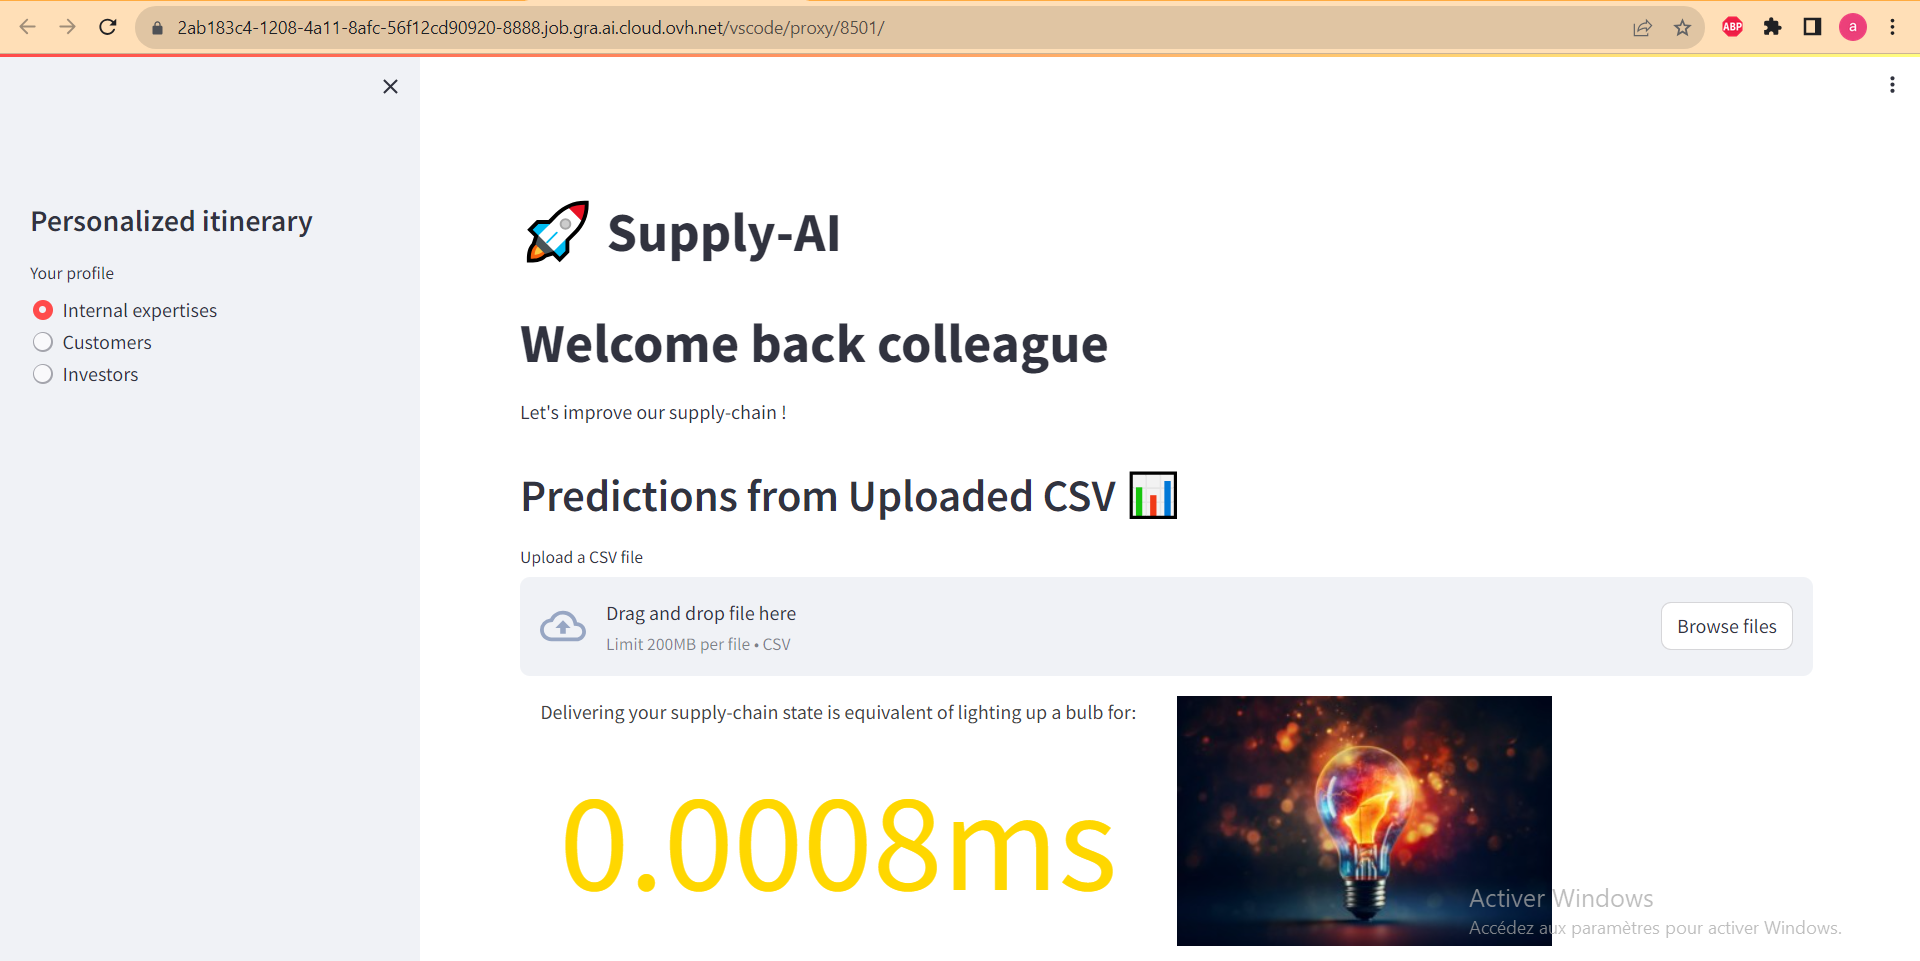 2ab183c4-1208-4a11-8afc-56f12cd90920-8888.job.gra.ai.cloud.ovh.net/vscode/proxy/8501/
ABP
a
Personalized itinerary
Your profile
Internal expertises
Customers
Investors
Supply-AI
Welcome back colleague
Let's improve our supply-chain !
Predictions from Uploaded CSV
Upload a CSV file
Drag and drop file here
Limit 200MB per file • CSV
Browse files
Delivering your supply-chain state is equivalent of lighting up a bulb for:
0.0008ms
Activer Windows
Accédez aux paramètres pour activer Windows.